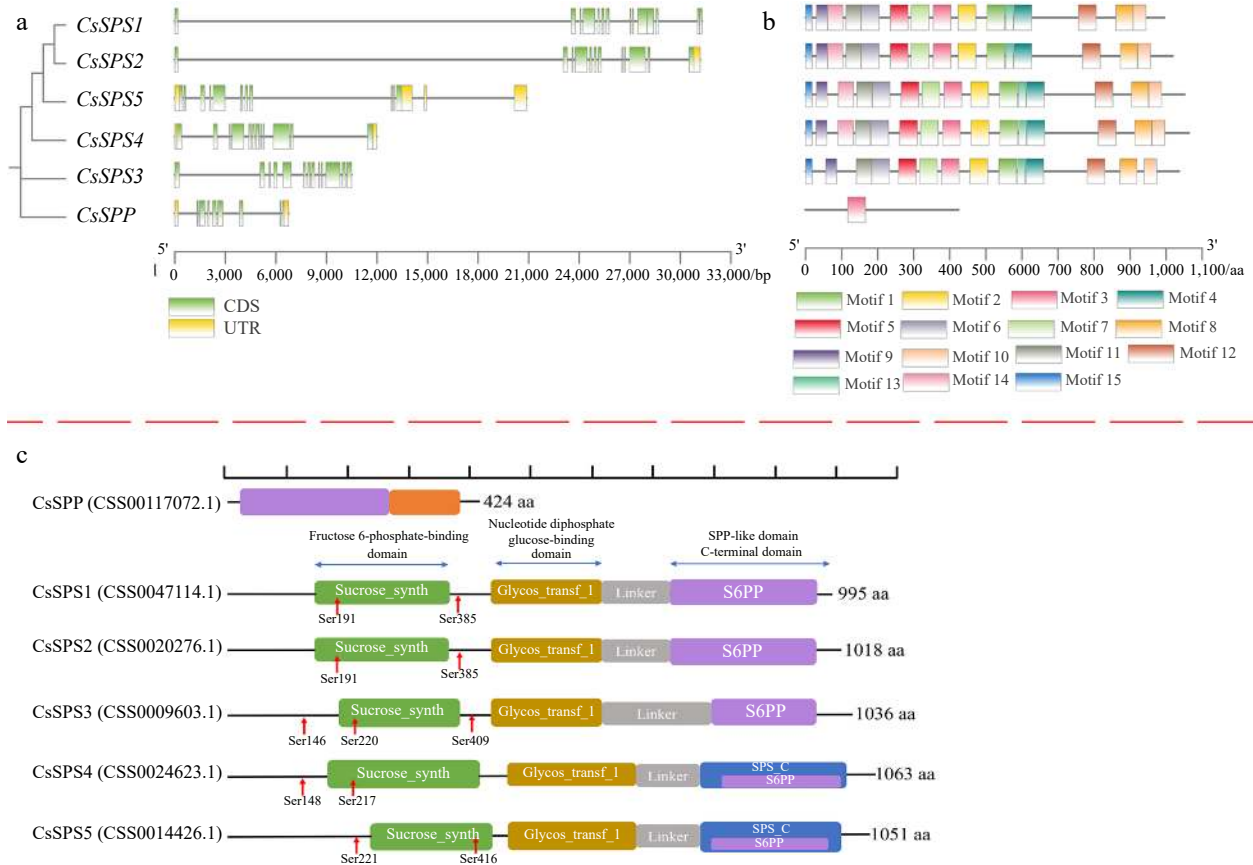 a
CsSPS1
CsSPS2
CsSPS5
CsSPS4
CsSPS3
CsSPP
5' 3'
0 3,000 6,000 9,000 12,000 15,000 18,000 21,000 24,000 27,000 30,000 33,000/bp
CDS
UTR
b
5' 3'
0 100 200 300 400 500 6000 700 800 900 1,000 1,100/aa
Motif 1 Motif 2 Motif 3 Motif 4
Motif 5 Motif 6 Motif 7 Motif 8
Motif 9 Motif 10 Motif 11 Motif 12
Motif 13 Motif 14 Motif 15
c
CsSPP (CSS00117072.1) 424 aa
Fructose 6-phosphate-binding
domain
Nucleotide diphosphate
glucose-binding
domain
SPP-like domain
C-terminal domain
CsSPS1 (CSS0047114.1) Sucrose_synth Glycos_transf_1 Linker S6PP 995 aa
Ser191 Ser385
CsSPS2 (CSS0020276.1) Sucrose_synth Glycos_transf_1 Linker S6PP 1018 aa
Ser191 Ser385
CsSPS3 (CSS0009603.1) Sucrose_synth Glycos_transf_1 Linker S6PP 1036 aa
Ser146 Ser220 Ser409
CsSPS4 (CSS0024623.1) Sucrose_synth Glycos_transf_1 Linker SPS_C 1063 aa
S6PP
Ser148 Ser217
CsSPS5 (CSS0014426.1) Sucrose_synth Glycos_transf_1 Linker SPS_C 1051 aa
S6PP
Ser221 Ser416